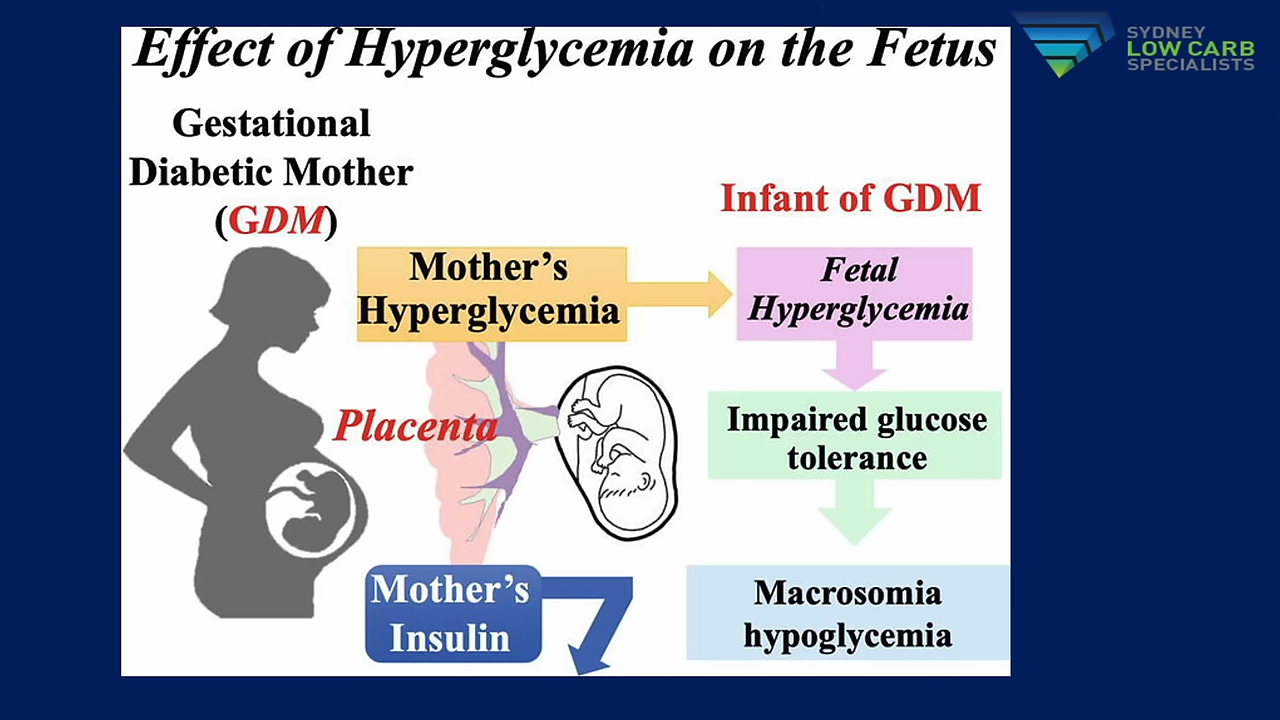 Effect of Hyperglycemia on the Fetus
SYDNEY
LOW CARB
SPECIALISTS
Gestational
Diabetic Mother
(GDM)
Infant of GDM
Mother’s
Hyperglycemia
Fetal
Hyperglycemia
Placenta
Impaired glucose
tolerance
Mother’s
Insulin
Macrosomia
hypoglycemia